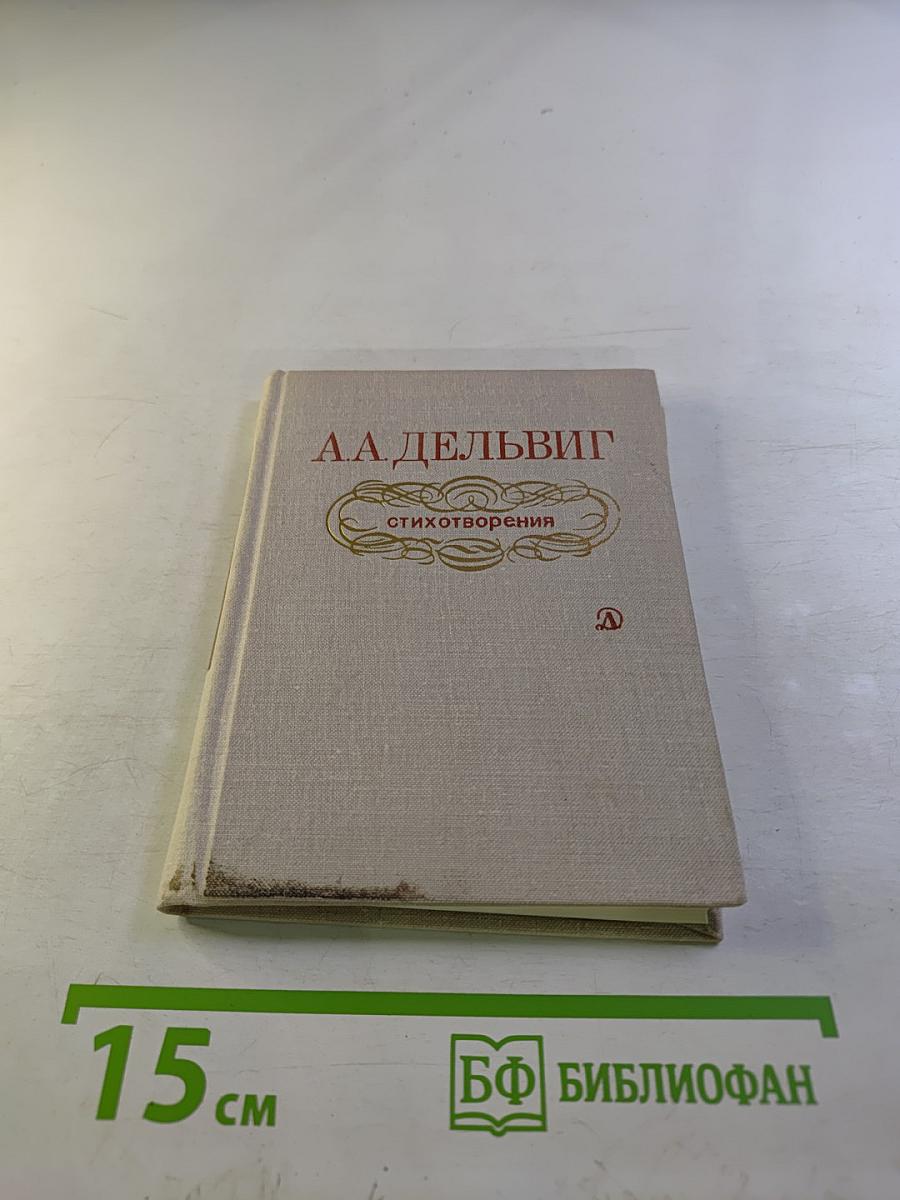 А.А. ДЕЛЬВИГ
стихотворения
Д
15 см
БФ БИБЛИОФАН